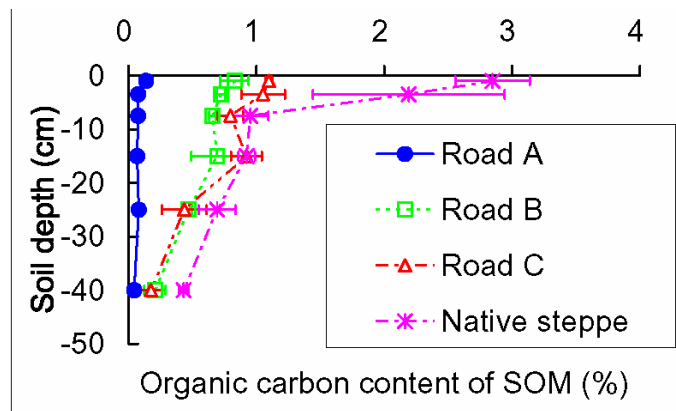 0 1 2 3 4
0
-10
-20
-30
-40
-50
Soil depth (cm)
Road A
Road B
Road C
Native steppe
Organic carbon content of SOM (%)